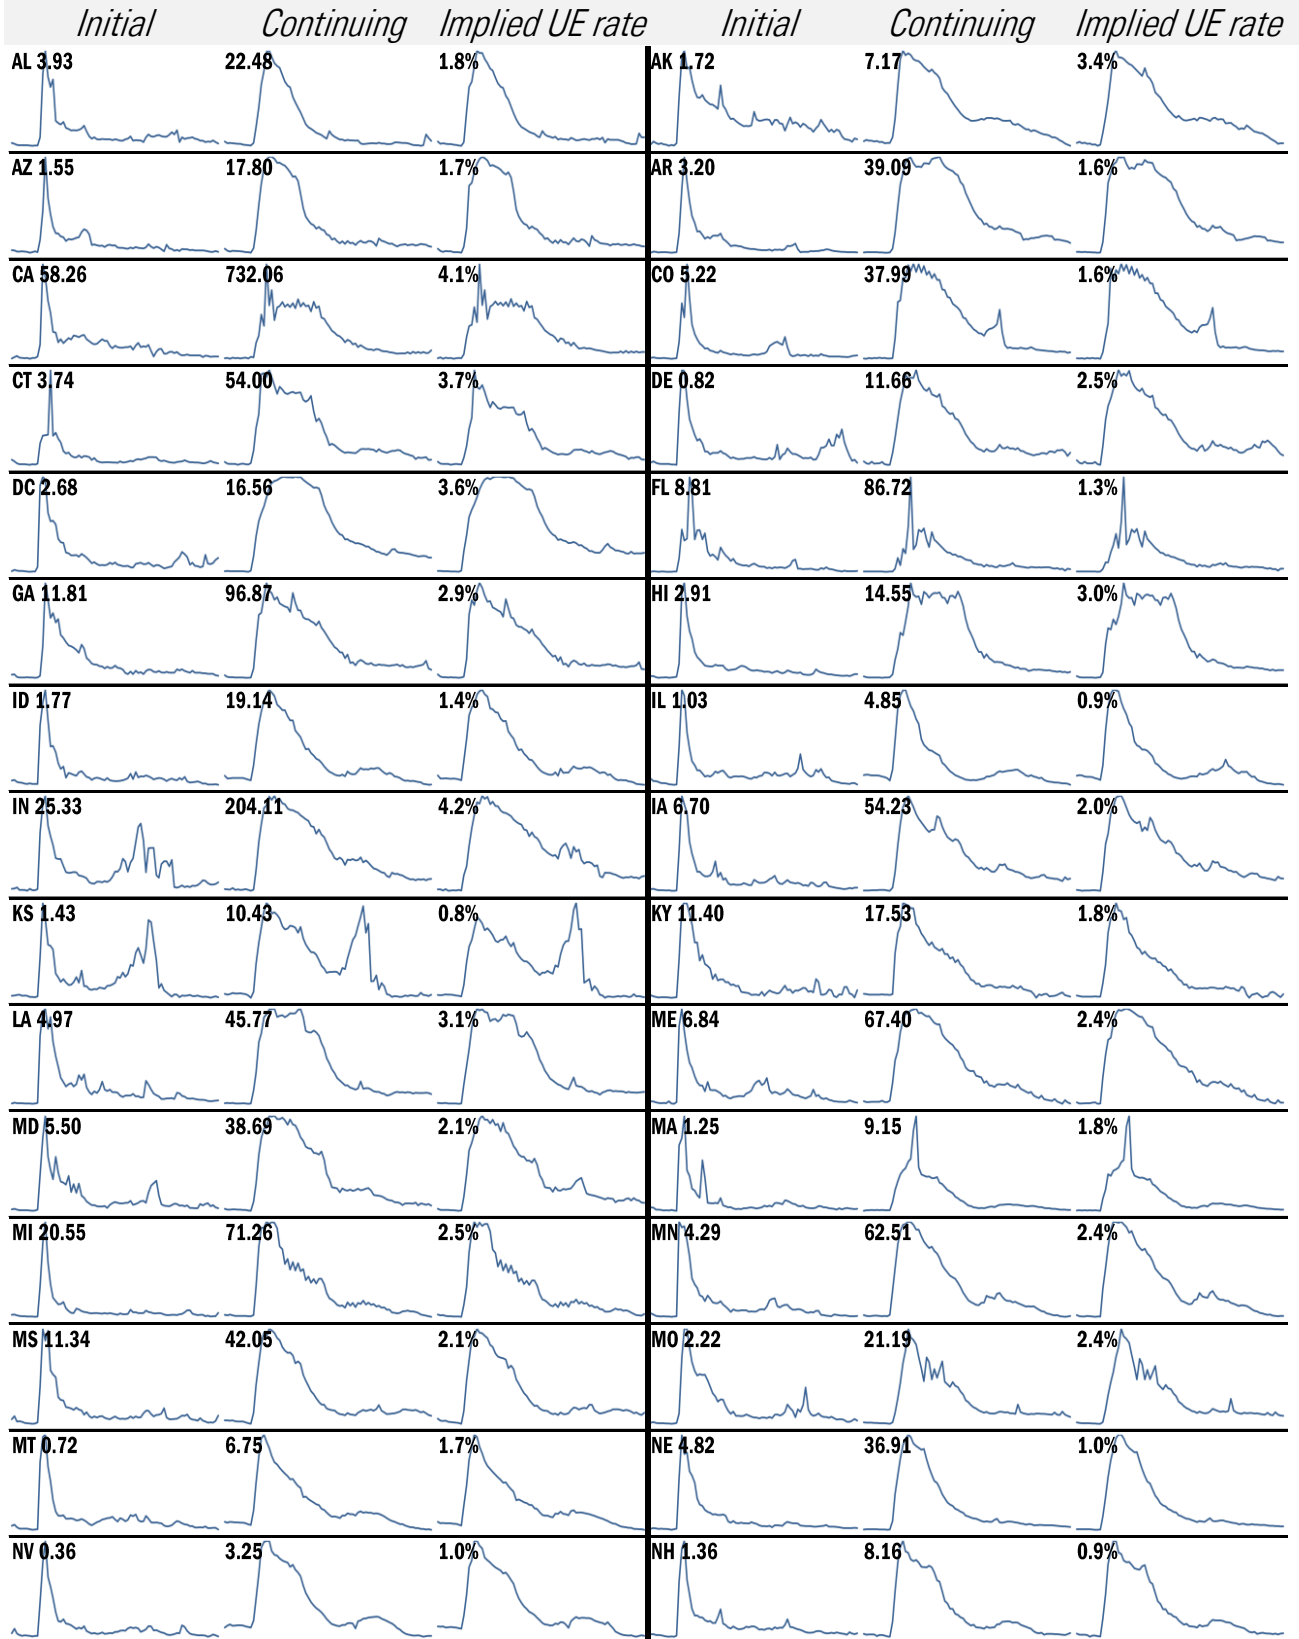 Initial Continuing Implied UE rate Initial Continuing Implied UE rate
AL 3.93 22.48 1.8% AK 1.72 7.17 3.4%
AZ 1.55 17.80 1.7% AR 3.20 39.09 1.6%
CA 58.26 732.06 4.1% CO 5.22 37.99 1.6%
CT 3.74 54.00 3.7% DE 0.82 11.66 2.5%
DC 2.68 16.56 3.6% FL 8.81 86.72 1.3%
GA 11.81 96.87 2.9% HI 2.91 14.55 3.0%
ID 1.77 19.14 1.4% IL 1.03 4.85 0.9%
IN 25.33 204.11 4.2% IA 6.70 54.23 2.0%
KS 1.43 10.43 0.8% KY 11.40 17.53 1.8%
LA 4.97 45.77 3.1% ME 6.84 67.40 2.4%
MD 5.50 38.69 2.1% MA 1.25 9.15 1.8%
MI 20.55 71.26 2.5% MN 4.29 62.51 2.4%
MS 11.34 42.05 2.1% MO 2.22 21.19 2.4%
MT 0.72 6.75 1.7% NE 4.82 36.91 1.0%
NV 0.36 3.25 1.0% NH 1.36 8.16 0.9%